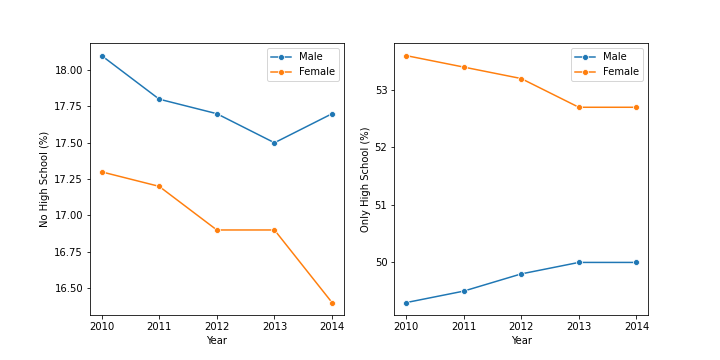 Male
Female
18.00
17.75
17.50
17.25
17.00
16.75
16.50
No High School (%)
2010 2011 2012 2013 2014
Year
Male
Female
53
52
51
50
Only High School (%)
2010 2011 2012 2013 2014
Year